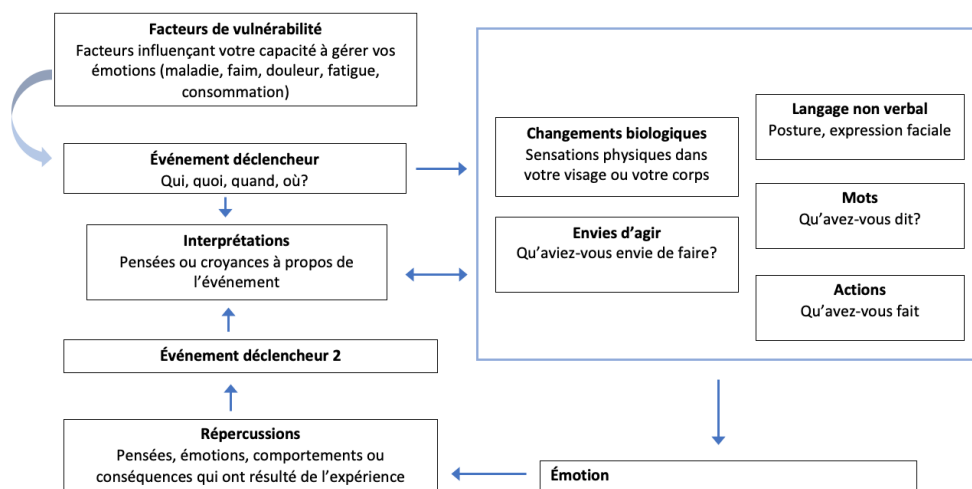 Facteurs de vulnérabilité
Facteurs influençant votre capacité à gérer vos
émotions (maladie, faim, douleur, fatigue,
consommation)
Événement déclencheur
Qui, quoi, quand, où?
Interprétations
Pensées ou croyances à propos de
l’événement
Événement déclencheur 2
Répercussions
Pensées, émotions, comportements ou
conséquences qui ont résulté de l’expérience
Changements biologiques
Sensations physiques dans
votre visage ou votre corps
Envies d’agir
Qu’aviez-vous envie de faire?
Langage non verbal
Posture, expression faciale
Mots
Qu’avez-vous dit?
Actions
Qu’avez-vous fait
Émotion